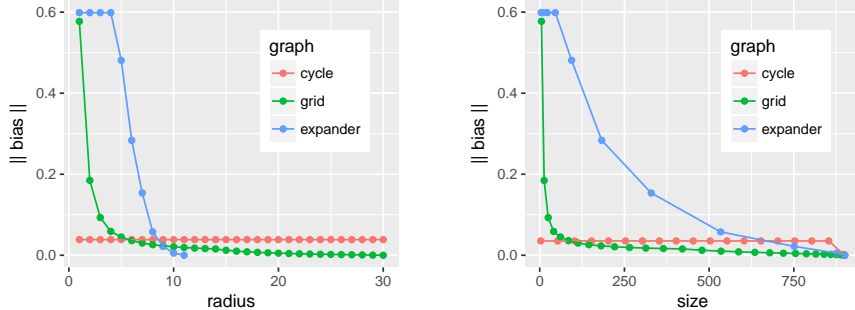 0.6
0.4
0.2
0.0
|| bias ||
0
10
20
30
radius
graph
cycle
grid
expander
0.6
0.4
0.2
0.0
|| bias ||
0
250
500
750
size
graph
cycle
grid
expander